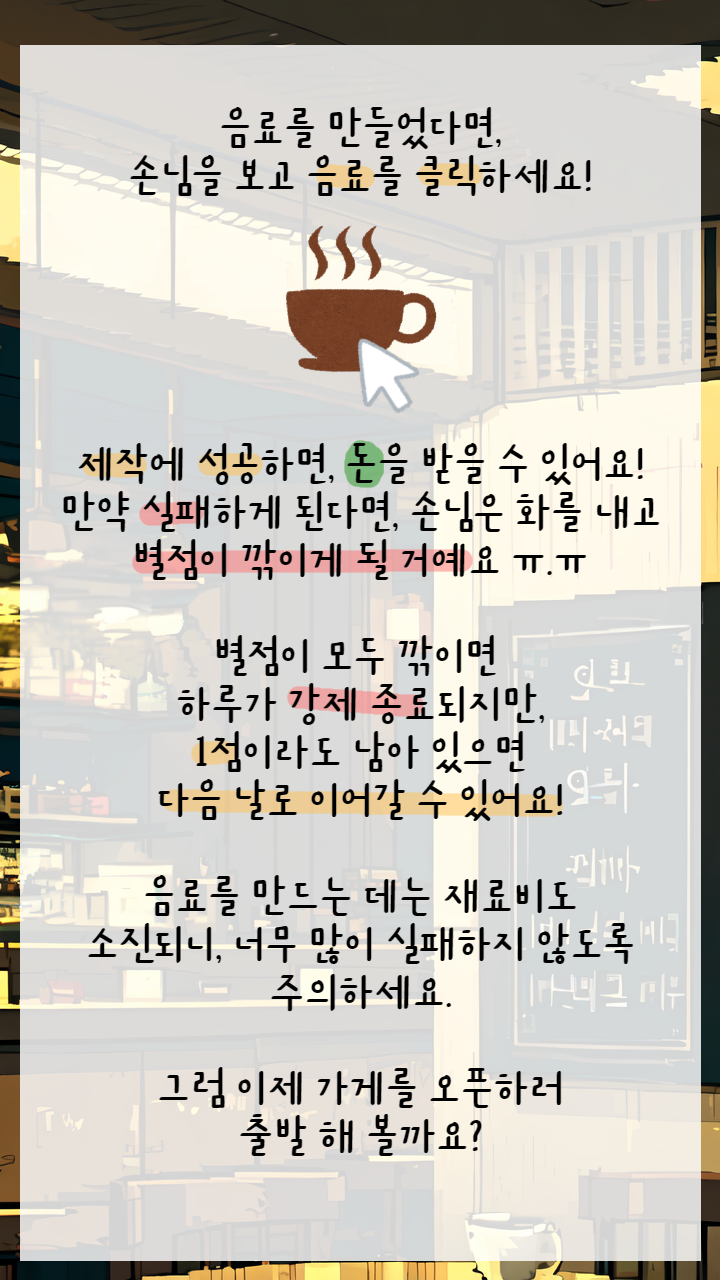 음료를 만들었다면,
손님을 보고 음료를 클릭하세요!
제작에 성공하면, 돈을 받을 수 있어요!
만약 실패하게 된다면, 손님은 화를 내고
별점이 깎이게 될 거예요 ㅠ.ㅠ
별점이 모두 깎이면
하루가 강제 종료되지만,
1점이라도 남아 있으면
다음 날로 이어갈 수 있어요!
음료를 만드는 데는 재료비도
소진되니, 너무 많이 실패하지 않도록
주의하세요.
그럼 이제 가게를 오픈하러
출발 해 볼까요?